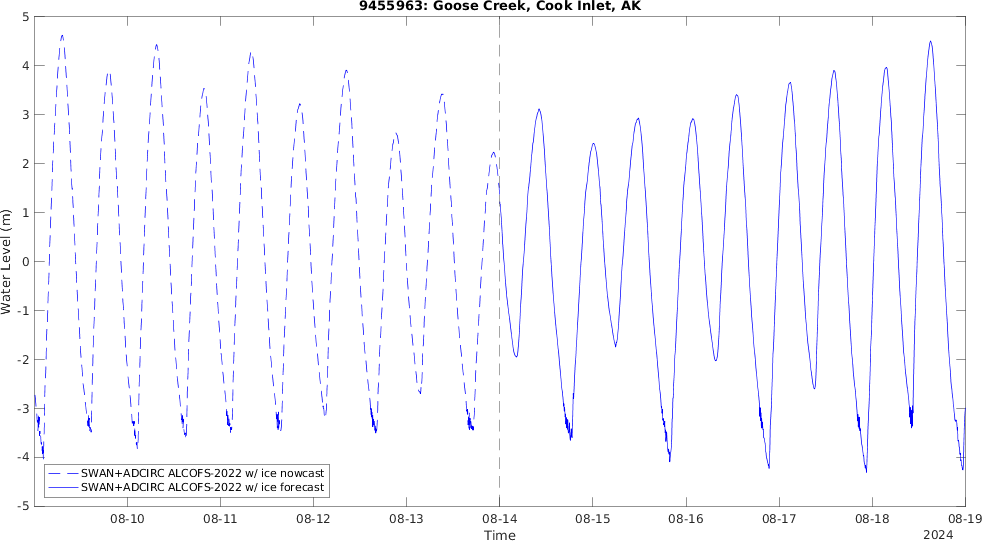 9455963: Goose Creek, Cook Inlet, AK
5
4
3
2
1
0
-1
-2
-3
-4
-5
Water Level (m)
SWAN+ADCIRC ALCOFS-2022 w/ ice nowcast
SWAN+ADCIRC ALCOFS-2022 w/ ice forecast
08-10 08-11 08-12 08-13 08-14 08-15 08-16 08-17 08-18 08-19
Time
2024